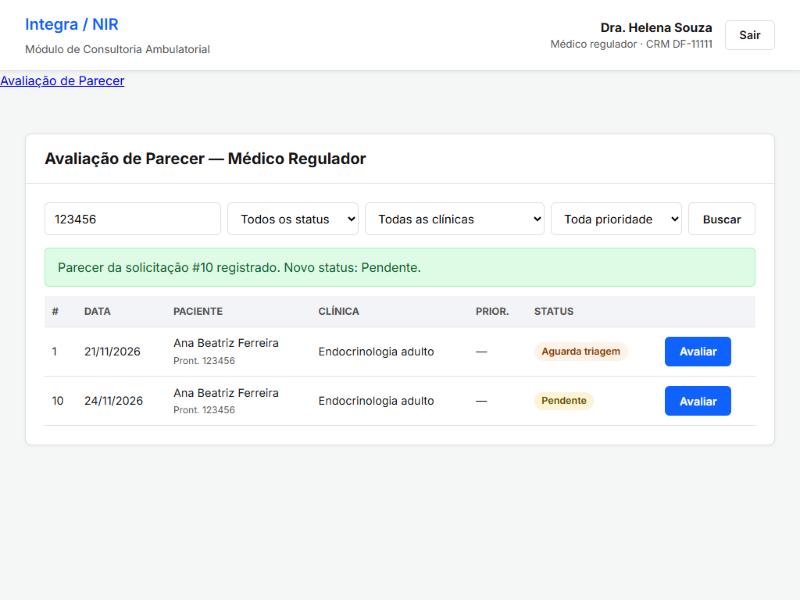 Integra / NIR
Módulo de Consultoria Ambulatorial
Dra. Helena Souza
Médico regulador · CRM DF-11111
Sair
Avaliação de Parecer
Avaliação de Parecer — Médico Regulador
123456
Todos os status
Todas as clínicas
Toda prioridade
Buscar
Parecer da solicitação #10 registrado. Novo status: Pendente.
# DATA PACIENTE CLÍNICA PRIOR. STATUS
1 21/11/2026 Ana Beatriz Ferreira Endocrinologia adulto — Aguarda triagem Avaliar
Pront. 123456
10 24/11/2026 Ana Beatriz Ferreira Endocrinologia adulto — Pendente Avaliar
Pront. 123456